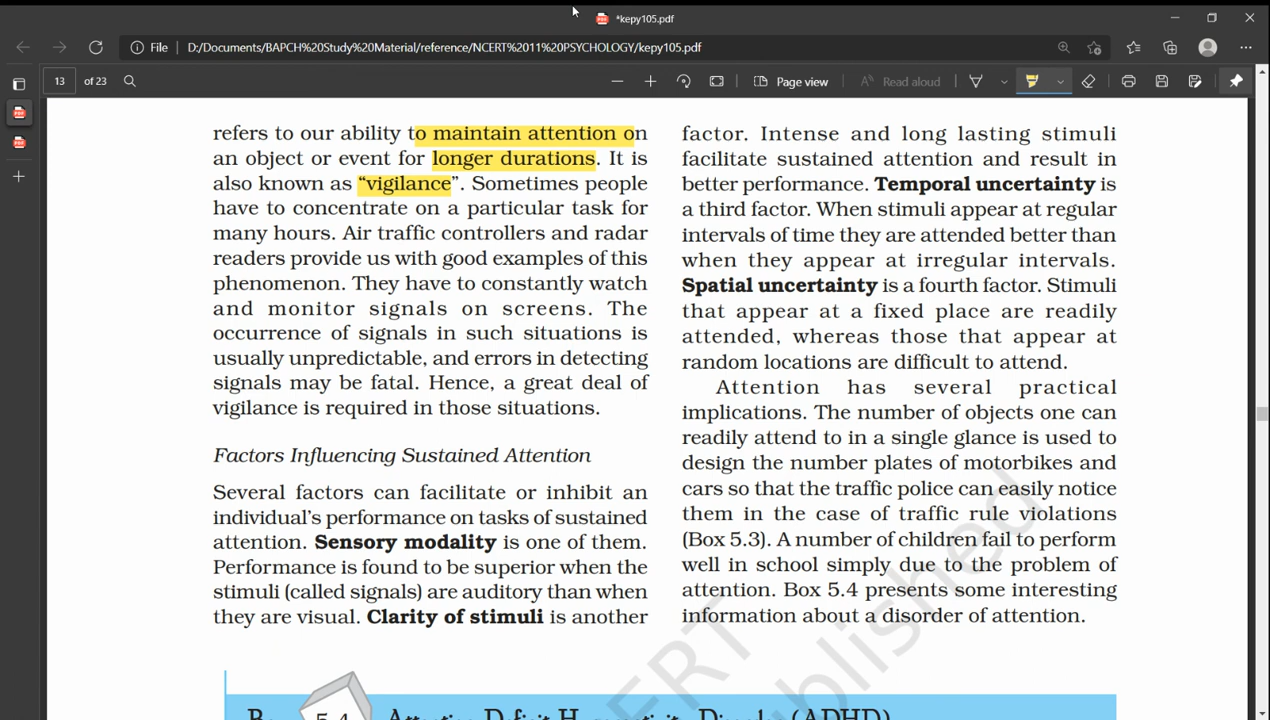 *kepy105.pdf
File D:/Documents/BAPCH%20Study%20Material/reference/NCERT%2011%20PSYCHOLOGY/kepy105.pdf
13 of 23 Page view Read aloud
refers to our ability to maintain attention on
an object or event for longer durations. It is
also known as “vigilance”. Sometimes people
have to concentrate on a particular task for
many hours. Air traffic controllers and radar
readers provide us with good examples of this
phenomenon. They have to constantly watch
and monitor signals on screens. The
occurrence of signals in such situations is
usually unpredictable, and errors in detecting
signals may be fatal. Hence, a great deal of
vigilance is required in those situations.
Factors Influencing Sustained Attention
Several factors can facilitate or inhibit an
individual’s performance on tasks of sustained
attention. Sensory modality is one of them.
Performance is found to be superior when the
stimuli (called signals) are auditory than when
they are visual. Clarity of stimuli is another
factor. Intense and long lasting stimuli
facilitate sustained attention and result in
better performance. Temporal uncertainty is
a third factor. When stimuli appear at regular
intervals of time they are attended better than
when they appear at irregular intervals.
Spatial uncertainty is a fourth factor. Stimuli
that appear at a fixed place are readily
attended, whereas those that appear at
random locations are difficult to attend.
Attention has several practical
implications. The number of objects one can
readily attend to in a single glance is used to
design the number plates of motorbikes and
cars so that the traffic police can easily notice
them in the case of traffic rule violations
(Box 5.3). A number of children fail to perform
well in school simply due to the problem of
attention. Box 5.4 presents some interesting
information about a disorder of attention.
5.4 Attention Deficit Hyperactivity Disorder (ADHD)